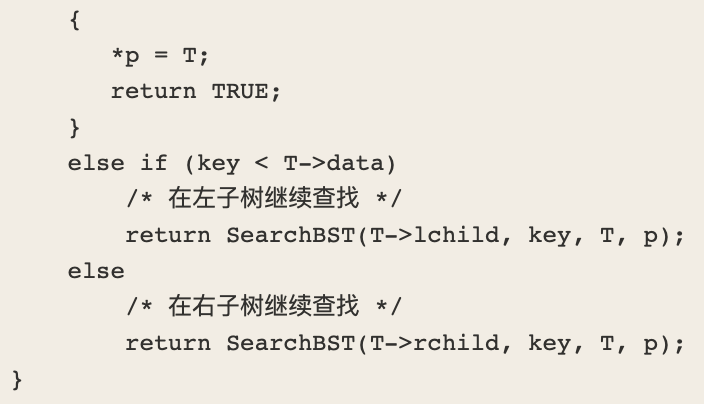 {
*p = T;
return TRUE;
}
else if (key < T->data)
/* 在左子树继续查找 */
return SearchBST(T->lchild, key, T, p);
else
/* 在右子树继续查找 */
return SearchBST(T->rchild, key, T, p);
}